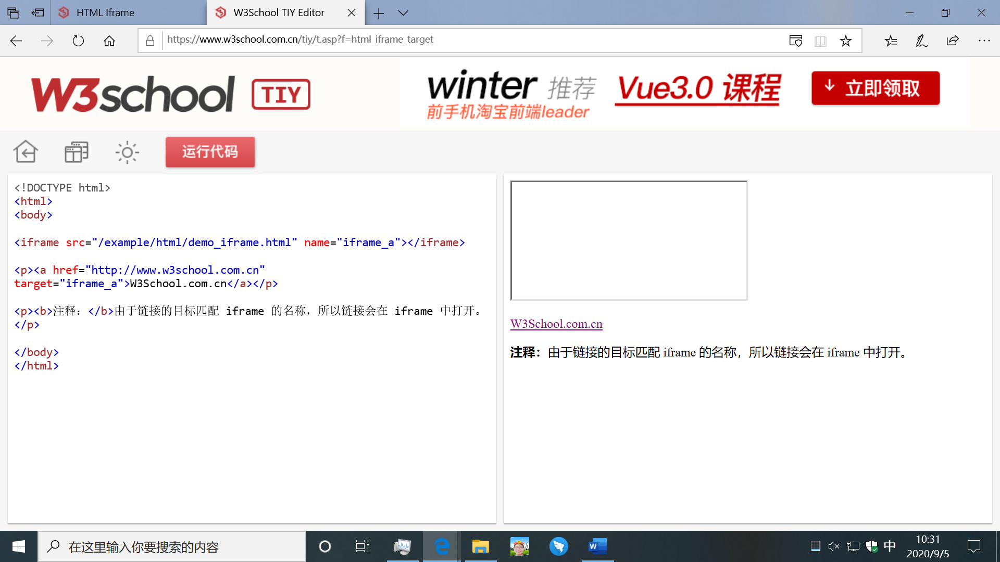 HTML Iframe
W3School TIY Editor
https://www.w3school.com.cn/tiy/t.asp?f=html_iframe_target
W3school TIY
winter 推荐
前手机淘宝前端leader
Vue3.0 课程
立即领取
运行代码
<!DOCTYPE html>
<html>
<body>
<iframe src="/example/html/demo_iframe.html" name="iframe_a"></iframe>
<p><a href="http://www.w3school.com.cn"
target="iframe_a">W3School.com.cn</a></p>
<p><b>注释：</b>由于链接的目标匹配 iframe 的名称，所以链接会在 iframe 中打开。
</p>
</body>
</html>
W3School.com.cn
注释：由于链接的目标匹配 iframe 的名称，所以链接会在 iframe 中打开。
在这里输入你要搜索的内容
W
中
10:31
2020/9/5